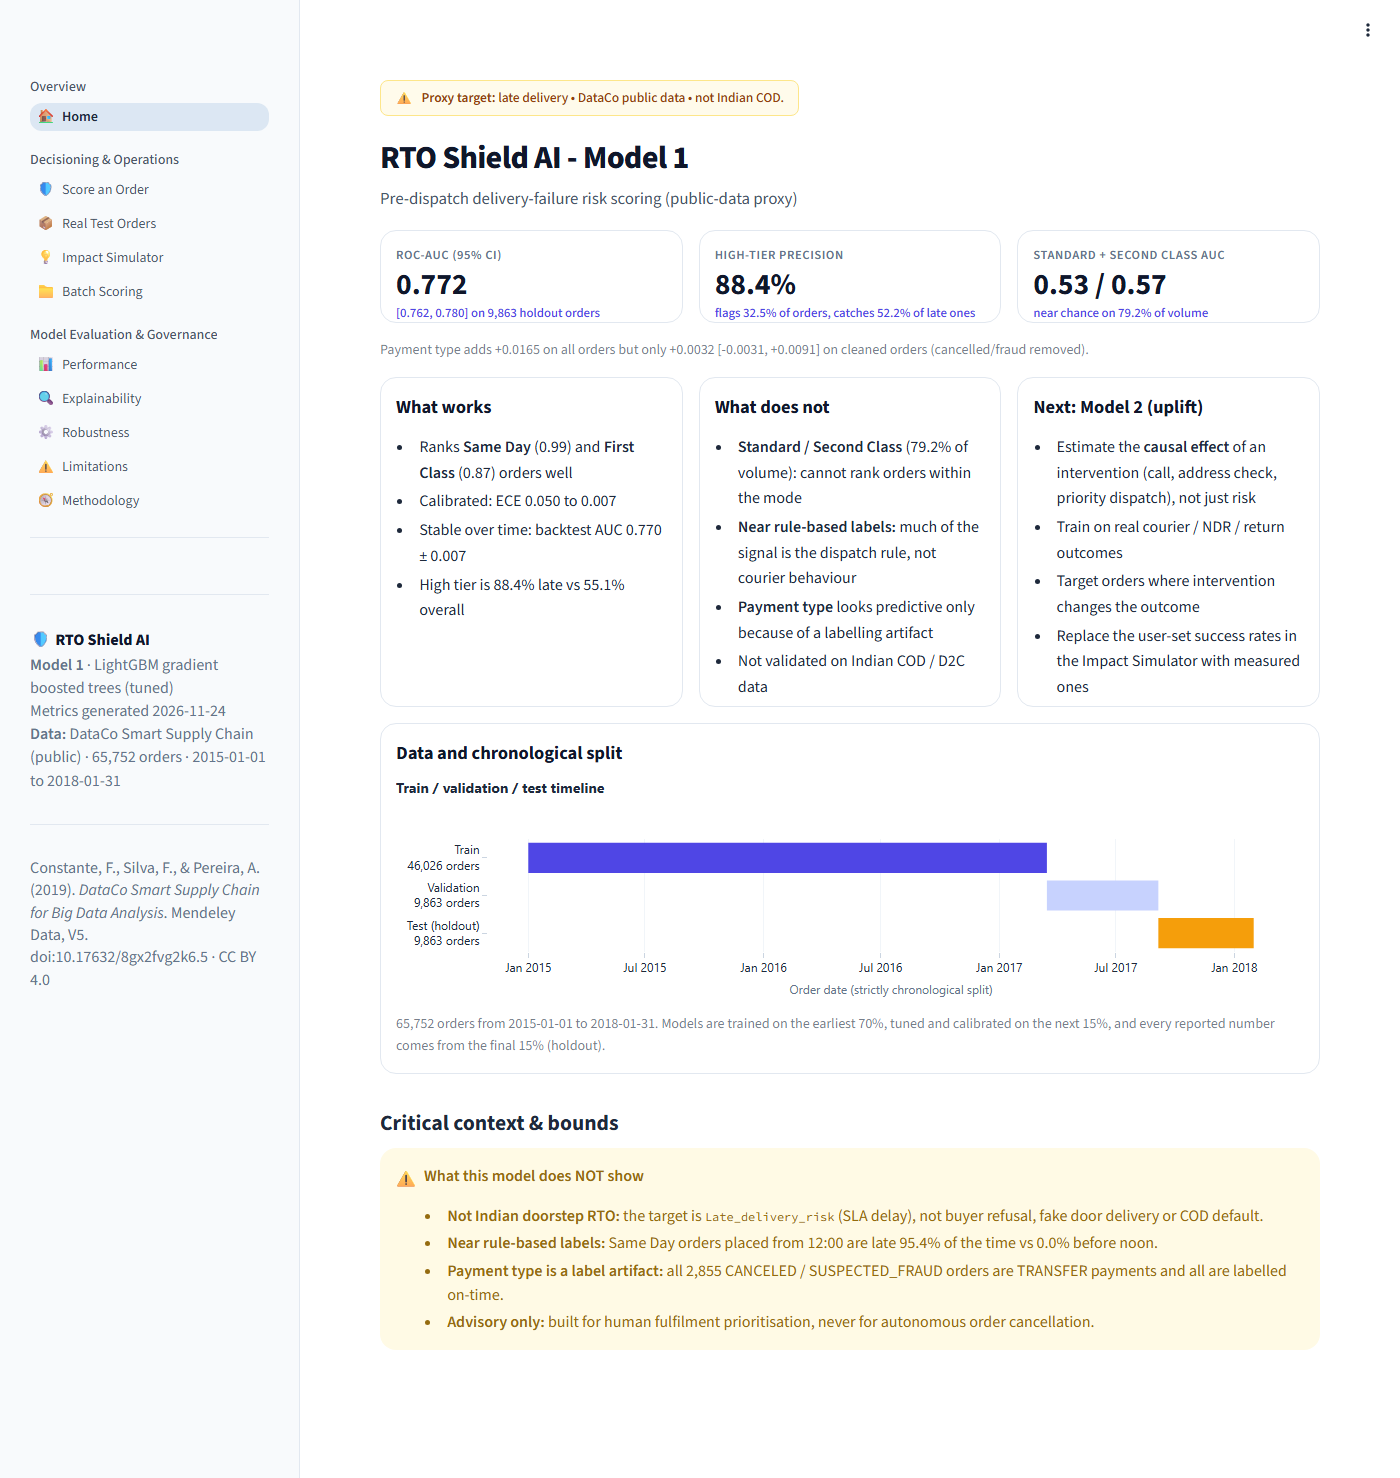 Overview
Home
Decisioning & Operations
Score an Order
Real Test Orders
Impact Simulator
Batch Scoring
Model Evaluation & Governance
Performance
Explainability
Robustness
Limitations
Methodology
RTO Shield AI
Model 1 · LightGBM gradient
boosted trees (tuned)
Metrics generated 2026-11-24
Data: DataCo Smart Supply Chain
(public) · 65,752 orders · 2015-01-01
to 2018-01-31
Constante, F., Silva, F., & Pereira, A.
(2019). DataCo Smart Supply Chain
for Big Data Analysis. Mendeley
Data, V5.
doi:10.17632/8gx2fvg2k6.5 · CC BY
4.0
Proxy target: late delivery • DataCo public data • not Indian COD.
RTO Shield AI - Model 1
Pre-dispatch delivery-failure risk scoring (public-data proxy)
ROC-AUC (95% CI)
0.772
[0.762, 0.780] on 9,863 holdout orders
HIGH-TIER PRECISION
88.4%
flags 32.5% of orders, catches 52.2% of late ones
STANDARD + SECOND CLASS AUC
0.53 / 0.57
near chance on 79.2% of volume
Payment type adds +0.0165 on all orders but only +0.0032 [-0.0031, +0.0091] on cleaned orders (cancelled/fraud removed).
What works
• Ranks Same Day (0.99) and First
Class (0.87) orders well
• Calibrated: ECE 0.050 to 0.007
• Stable over time: backtest AUC 0.770
± 0.007
• High tier is 88.4% late vs 55.1%
overall
What does not
• Standard / Second Class (79.2% of
volume): cannot rank orders within
the mode
• Near rule-based labels: much of the
signal is the dispatch rule, not
courier behaviour
• Payment type looks predictive only
because of a labelling artifact
• Not validated on Indian COD / D2C
data
Next: Model 2 (uplift)
• Estimate the causal effect of an
intervention (call, address check,
priority dispatch), not just risk
• Train on real courier / NDR / return
outcomes
• Target orders where intervention
changes the outcome
• Replace the user-set success rates in
the Impact Simulator with measured
ones
Data and chronological split
Train / validation / test timeline
Train
46,026 orders
Validation
9,863 orders
Test (holdout)
9,863 orders
Jan 2015 Jul 2015 Jan 2016 Jul 2016 Jan 2017 Jul 2017 Jan 2018
Order date (strictly chronological split)
65,752 orders from 2015-01-01 to 2018-01-31. Models are trained on the earliest 70%, tuned and calibrated on the next 15%, and every reported number
comes from the final 15% (holdout).
Critical context & bounds
What this model does NOT show
• Not Indian doorstep RTO: the target is Late_delivery_risk (SLA delay), not buyer refusal, fake door delivery or COD default.
• Near rule-based labels: Same Day orders placed from 12:00 are late 95.4% of the time vs 0.0% before noon.
• Payment type is a label artifact: all 2,855 CANCELED / SUSPECTED_FRAUD orders are TRANSFER payments and all are labelled
on-time.
• Advisory only: built for human fulfilment prioritisation, never for autonomous order cancellation.